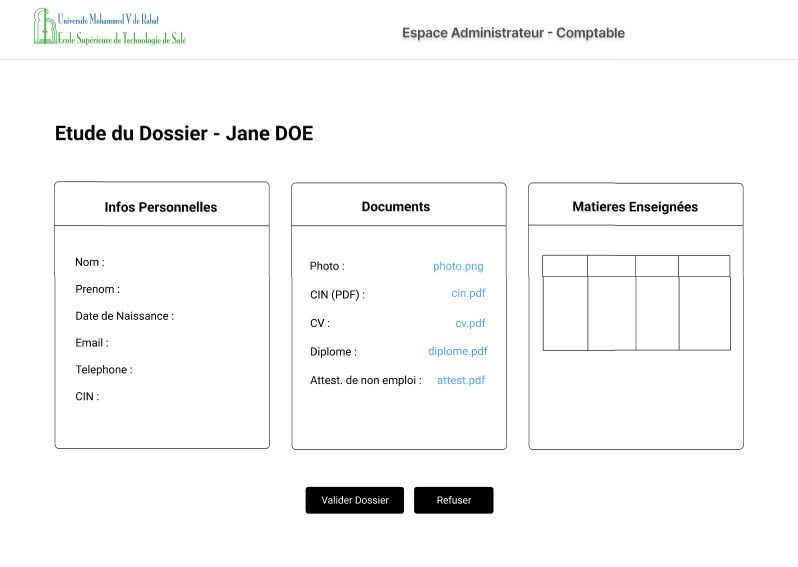 Université Mohammed V de Rabat
Ecole Supérieure de Technologie de Salé
Espace Administrateur - Comptable
Etude du Dossier - Jane DOE
Infos Personnelles
Nom :
Prenom :
Date de Naissance :
Email :
Telephone :
CIN :
Documents
Photo : photo.png
CIN (PDF) : cin.pdf
CV : cv.pdf
Diplome : diplome.pdf
Attest. de non emploi : attest.pdf
Matieres Enseignées
Valider Dossier
Refuser